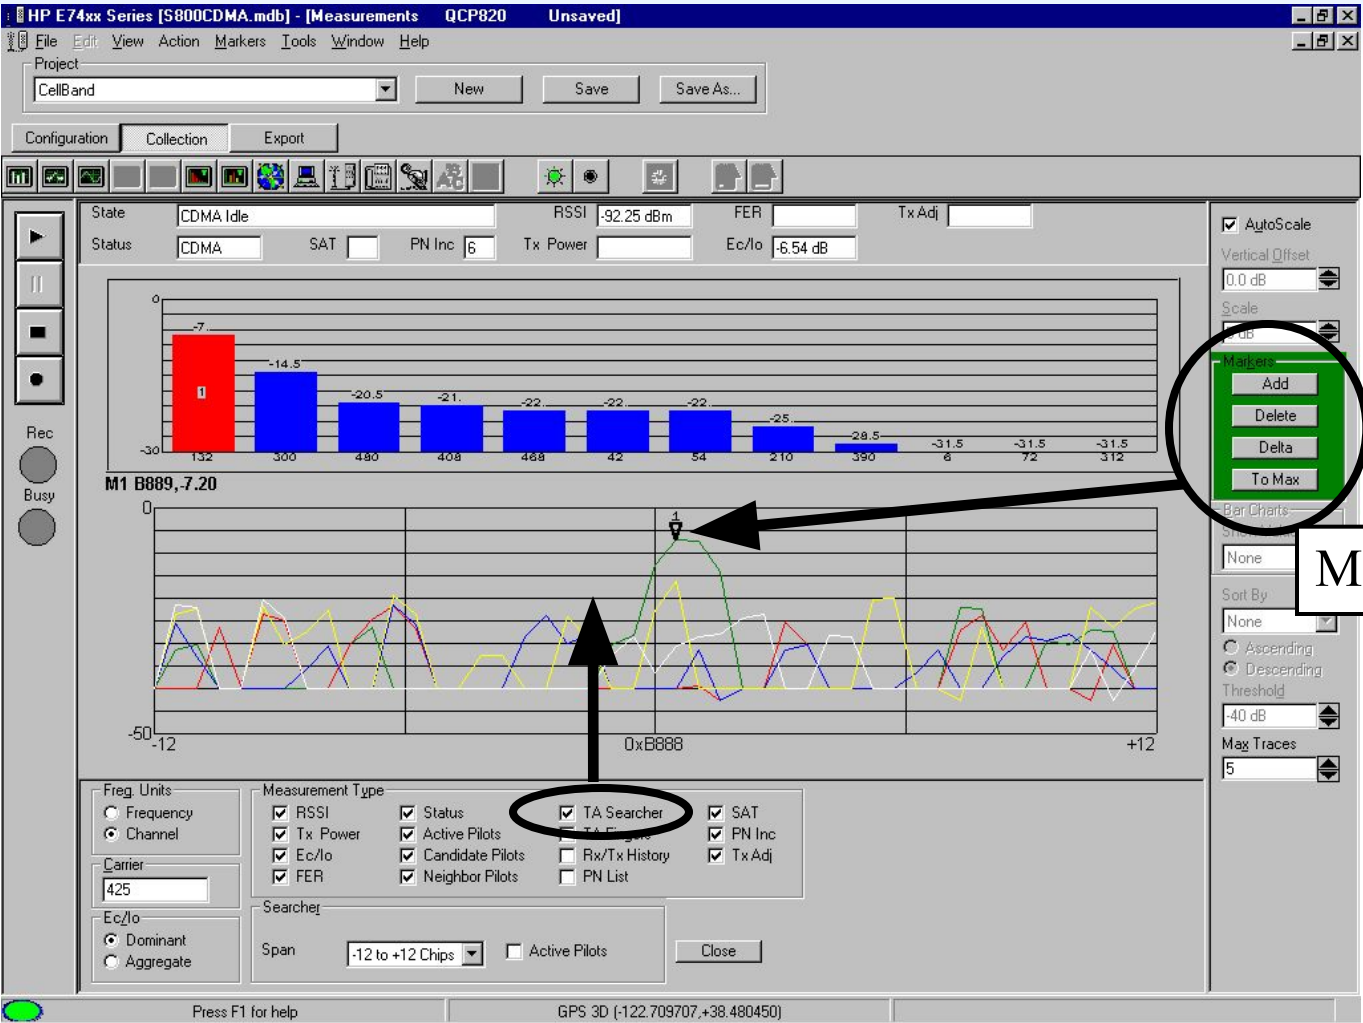 HP E74xx Series [S800CDMA.mdb] - [Measurements QCP820 Unsaved]
File Edit View Action Markers Tools Window Help
Project
CellBand New Save Save As...
Configuration Collection Export
State CDMA Idle RSSI -92.25 dBm FER Tx Adj
Status CDMA SAT PN Inc 6 Tx Power Ec/Io -6.54 dB
Rec
Busy
0
-7. -14.5 -20.5 -21. -22. -22. -22. -25. -28.5 -31.5 -31.5 -31.5
1
-30
132 300 480 408 468 42 54 210 390 6 72 312
M1 B889,-7.20
0
1
-50
-12 0xB888 +12
AutoScale
Vertical Offset
0.0 dB
Scale
dB
Markers
Add
Delete
Delta
To Max
Bar Charts
None
M
Sort By
None
Ascending
Descending
Threshold
-40 dB
Max Traces
5
Freq. Units
Frequency
Channel
Carrier
425
Ec/Io
Dominant
Aggregate
Measurement Type
RSSI Status TA Searcher SAT
Tx Power Active Pilots TA Fingers PN Inc
Ec/Io Candidate Pilots Rx/Tx History Tx Adj
FER Neighbor Pilots PN List
Searcher
Span -12 to +12 Chips Active Pilots Close
Press F1 for help GPS 3D (-122.709707,+38.480450)